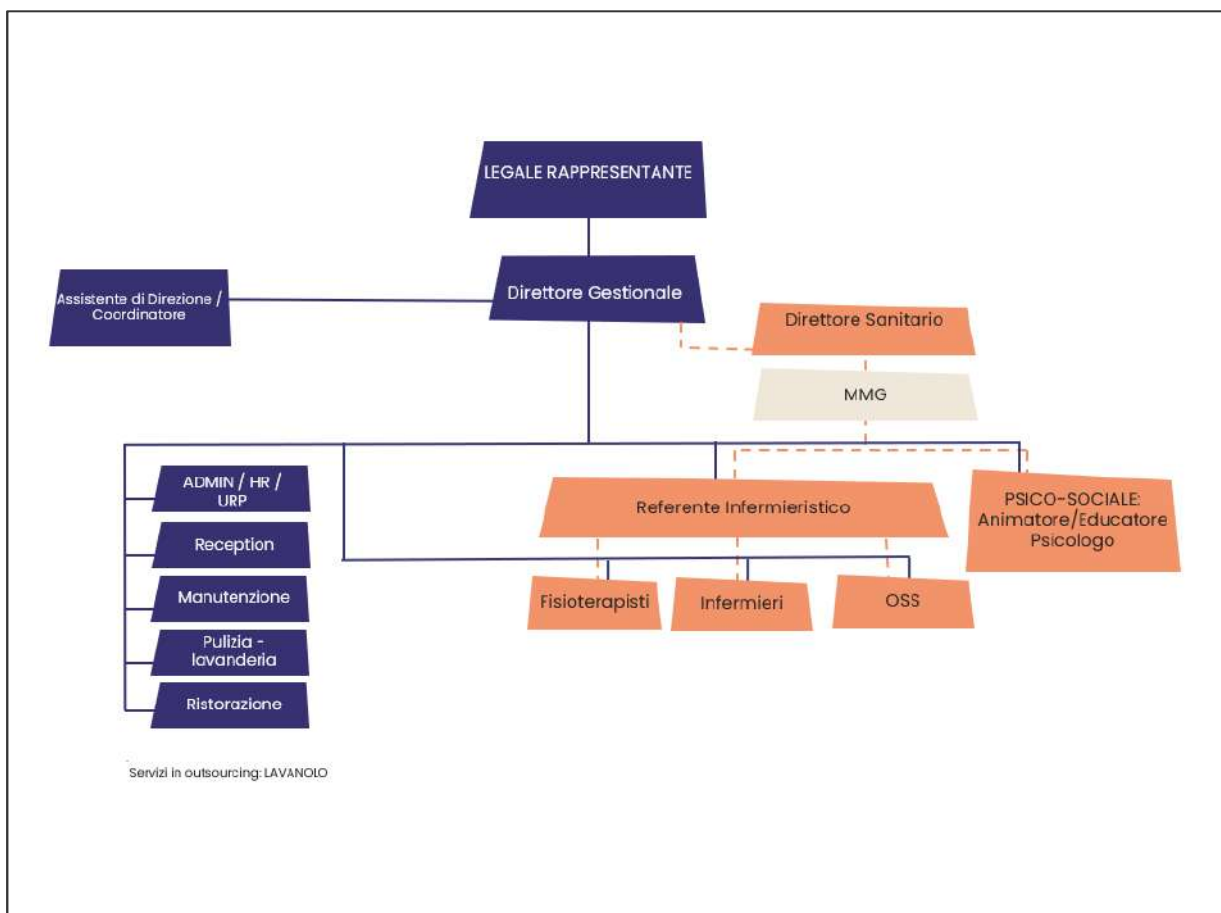 LEGALE RAPPRESENTANTE
Direttore Gestionale
Assistente di Direzione /
Coordinatore
Direttore Sanitario
MMG
ADMIN / HR /
URP
Reception
Manutenzione
Pulizia -
lavanderia
Ristorazione
Referente Infermieristico
PSICO-SOCIALE:
Animatore/Educatore
Psicologo
Fisioterapisti
Infermieri
OSS
Servizi in outsourcing: LAVANOLO